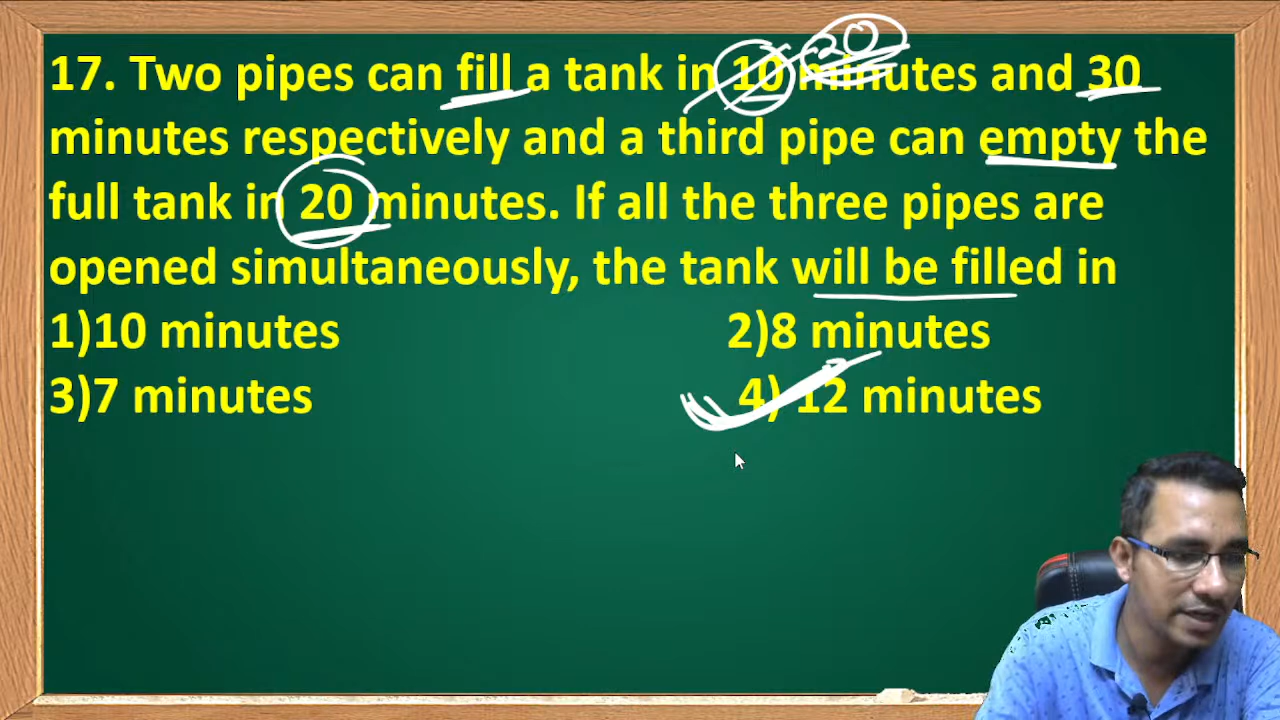 20
17. Two pipes can fill a tank in 10 minutes and 30
minutes respectively and a third pipe can empty the
full tank in 20 minutes. If all the three pipes are
opened simultaneously, the tank will be filled in
1)10 minutes 2)8 minutes
3)7 minutes 4) 12 minutes